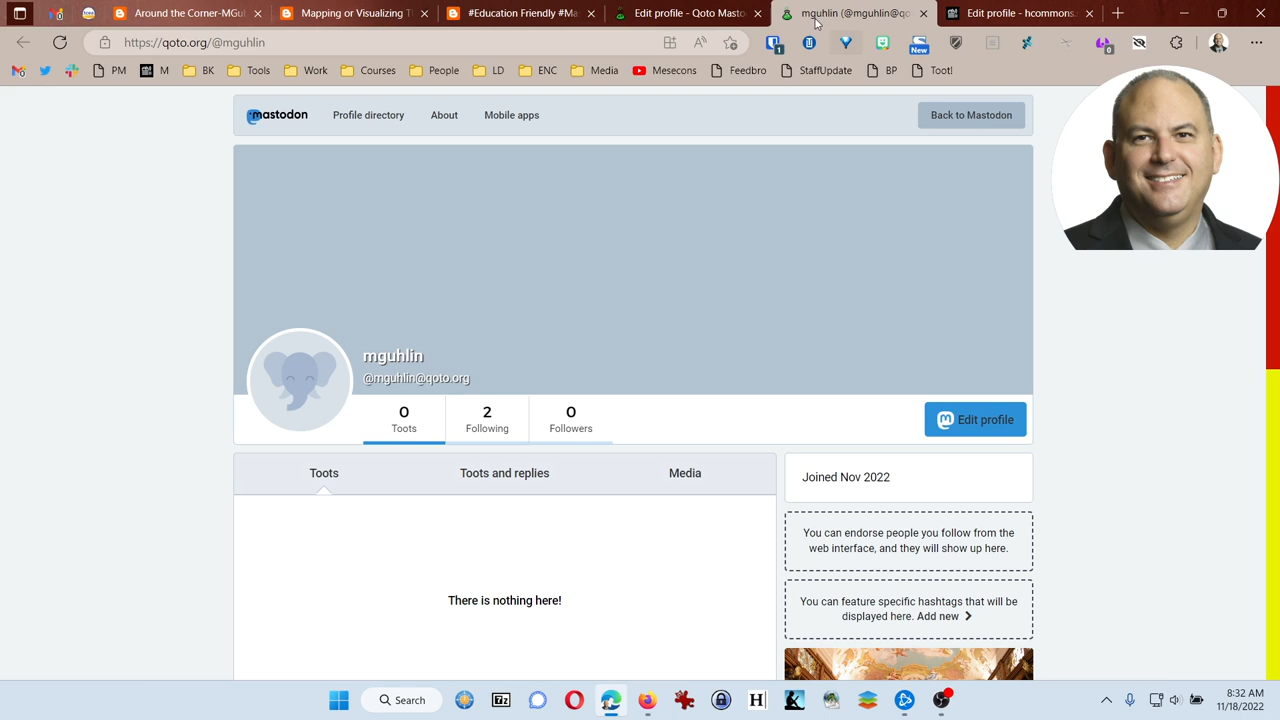 Around the Corner-MGuh
Mapping or Visualizing T
#Education Friendly #Ma
Edit profile - Qoto Masto
mguhlin (@mguhlin@qo
Edit profile - hcommons.
https://qoto.org/@mguhlin
1
New
0
PM
M
BK
Tools
Work
Courses
People
LD
ENC
Media
Mesecons
Feedbro
StaffUpdate
BP
Toot!
mastodon
Profile directory
About
Mobile apps
Back to Mastodon
mguhlin
@mguhlin@qoto.org
0
Toots
2
Following
0
Followers
Edit profile
Toots
Toots and replies
Media
Joined Nov 2022
You can endorse people you follow from the
web interface, and they will show up here.
You can feature specific hashtags that will be
displayed here. Add new
There is nothing here!
Search
8:32 AM
11/18/2022